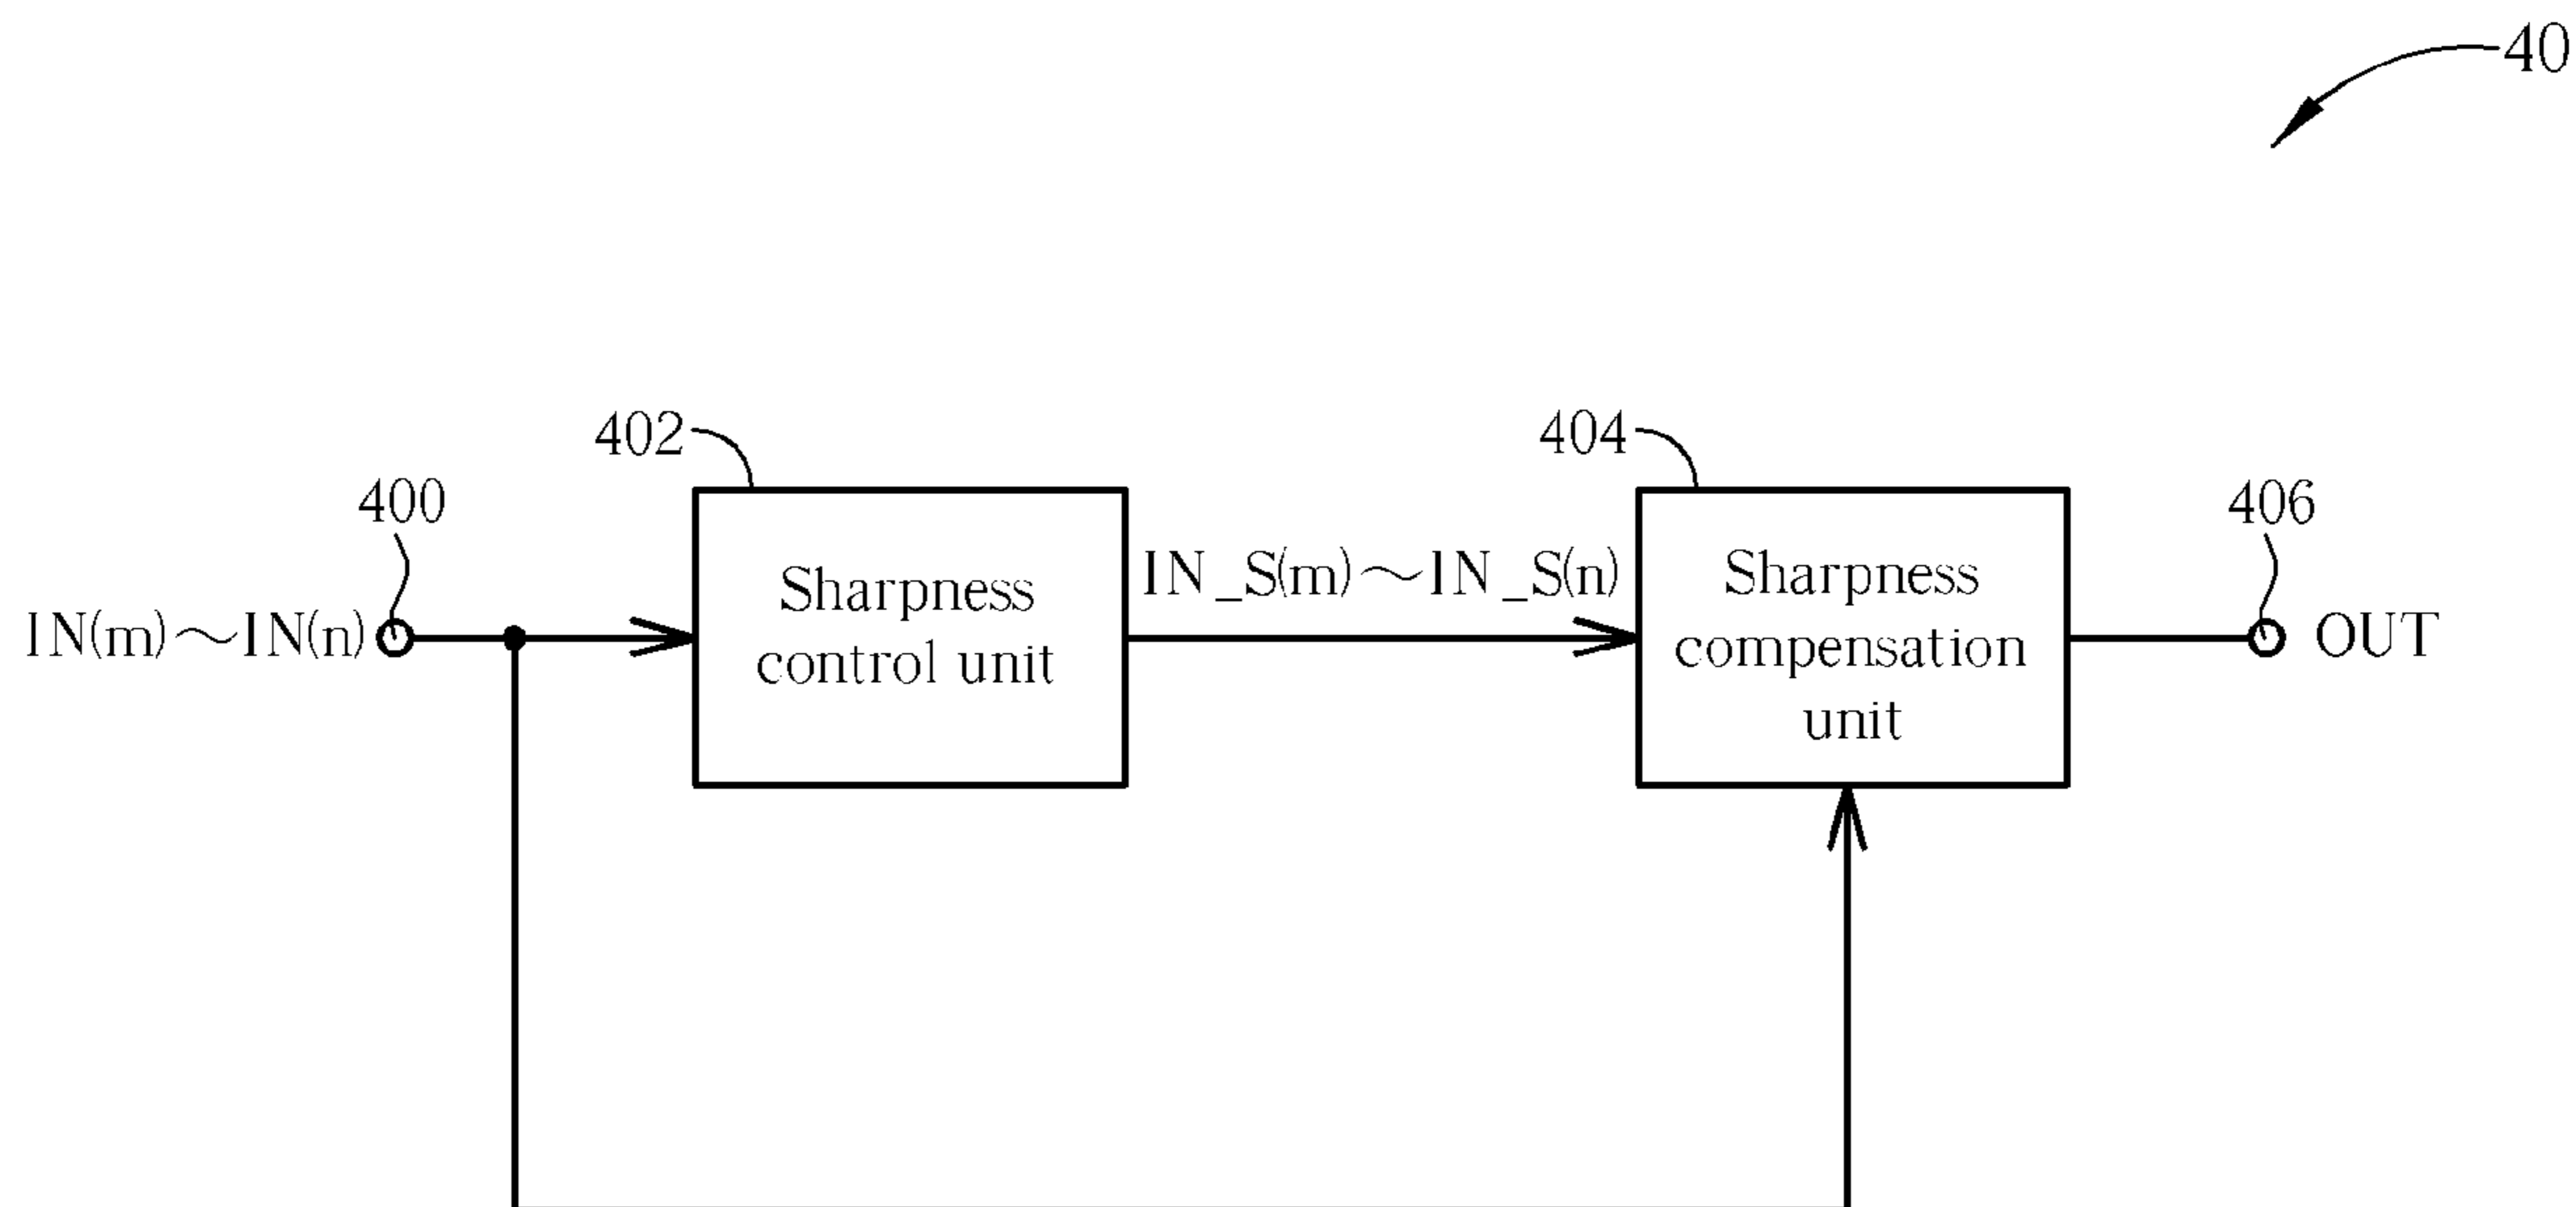 40
402
404
400
406
IN(m)～IN(n)
Sharpness
control unit
IN_S(m)～IN_S(n)
Sharpness
compensation
unit
OUT